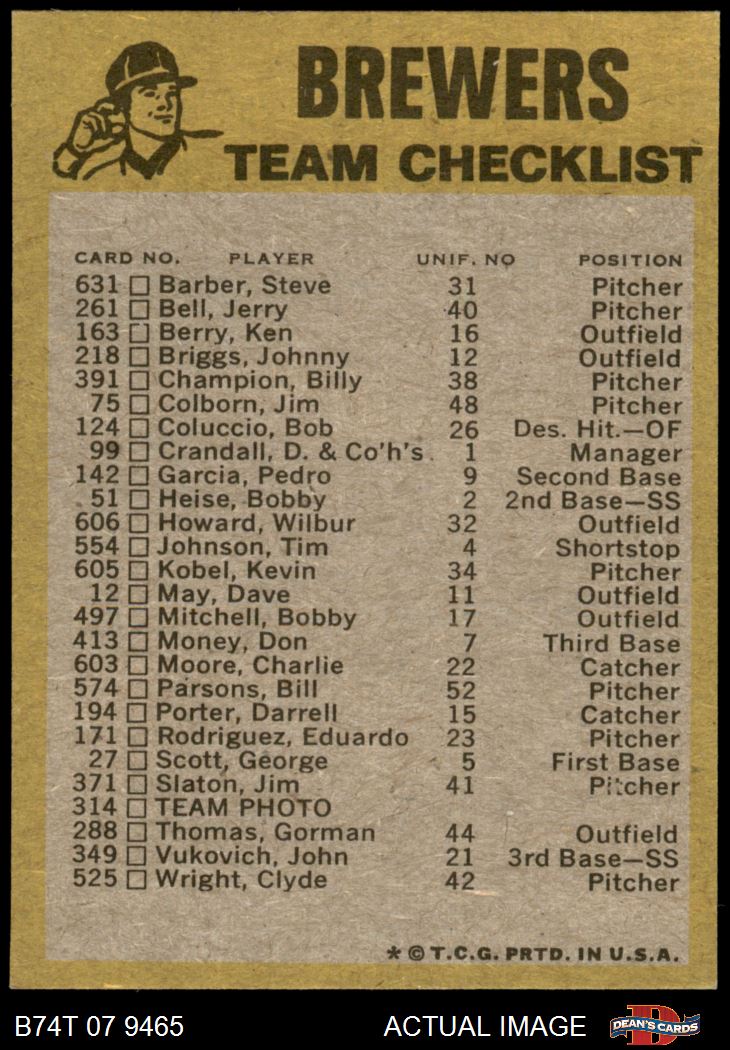 BREWERS
TEAM CHECKLIST
CARD NO. PLAYER UNIF. NO POSITION
631 Barber, Steve 31 Pitcher
261 Bell, Jerry 40 Pitcher
163 Berry, Ken 16 Outfield
218 Briggs, Johnny 12 Outfield
391 Champion, Billy 38 Pitcher
75 Colborn, Jim 48 Pitcher
124 Coluccio, Bob 26 Des. Hit.—OF
99 Crandall, D. & Co'h's. 1 Manager
142 Garcia, Pedro 9 Second Base
51 Heise, Bobby 2 2nd Base—SS
606 Howard, Wilbur 32 Outfield
554 Johnson, Tim 4 Shortstop
605 Kobel, Kevin 34 Pitcher
12 May, Dave 11 Outfield
497 Mitchell, Bobby 17 Outfield
413 Money, Don 7 Third Base
603 Moore, Charlie 22 Catcher
574 Parsons, Bill 52 Pitcher
194 Porter, Darrell 15 Catcher
171 Rodriguez, Eduardo 23 Pitcher
27 Scott, George 5 First Base
371 Slaton, Jim 41 Pitcher
314 TEAM PHOTO
288 Thomas, Gorman 44 Outfield
349 Vukovich, John 21 3rd Base—SS
525 Wright, Clyde 42 Pitcher
* © T.C.G. PRTD. IN U.S.A.
B74T 07 9465 ACTUAL IMAGE DEAN'S CARDS